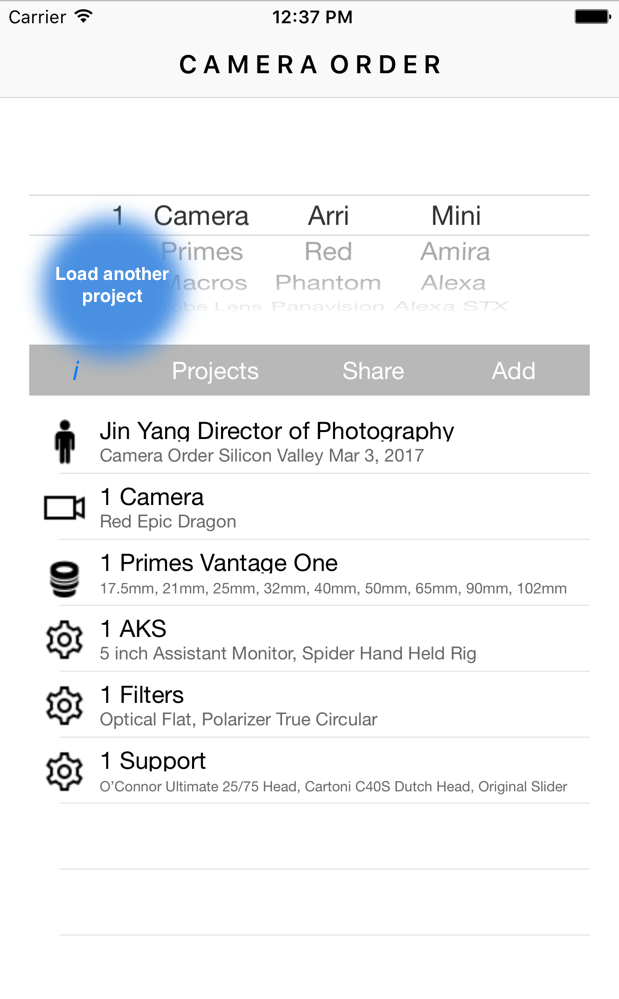 Carrier 12:37 PM
CAMERA ORDER
1 Camera Arri Mini
Primes Red Amira
Macros Phantom Alexa
Lens Panavision Alexa STX
Load another
project
i Projects Share Add
Jin Yang Director of Photography
Camera Order Silicon Valley Mar 3, 2017
1 Camera
Red Epic Dragon
1 Primes Vantage One
17.5mm, 21mm, 25mm, 32mm, 40mm, 50mm, 65mm, 90mm, 102mm
1 AKS
5 inch Assistant Monitor, Spider Hand Held Rig
1 Filters
Optical Flat, Polarizer True Circular
1 Support
O'Connor Ultimate 25/75 Head, Cartoni C40S Dutch Head, Original Slider